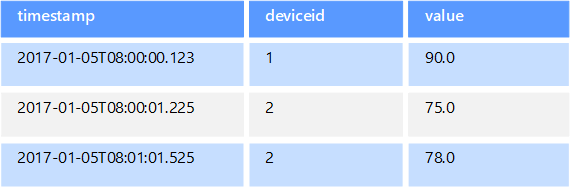 timestamp deviceid value
2017-01-05T08:00:00.123 1 90.0
2017-01-05T08:00:01.225 2 75.0
2017-01-05T08:01:01.525 2 78.0